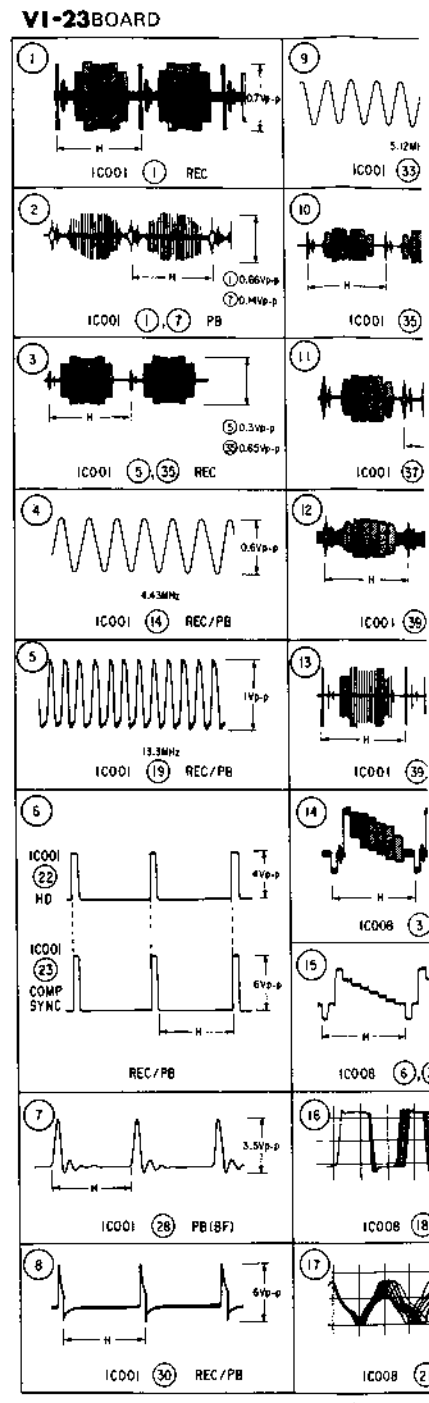 VI-23BOARD
1
0.7Vp-p
H
IC001 1 REC
2
H
1 0.66Vp-p
7 0.14Vp-p
IC001 1, 7 PB
3
H
5 0.3Vp-p
35 0.65Vp-p
IC001 5, 35 REC
4
0.6Vp-p
4.43MHz
IC001 14 REC/PB
5
1Vp-p
13.3MHz
IC001 19 REC/PB
6
IC001
22
HD
4Vp-p
IC001
23
COMP
SYNC
6Vp-p
H
REC/PB
7
3.5Vp-p
H
IC001 28 PB(BF)
8
6Vp-p
H
IC001 30 REC/PB
9
IC001 33
10
H
IC001 35
11
IC001 37
12
H
IC001 39
13
H
IC001 39
14
H
IC008 3
15
H
IC008 6,
16
IC008
17
IC008